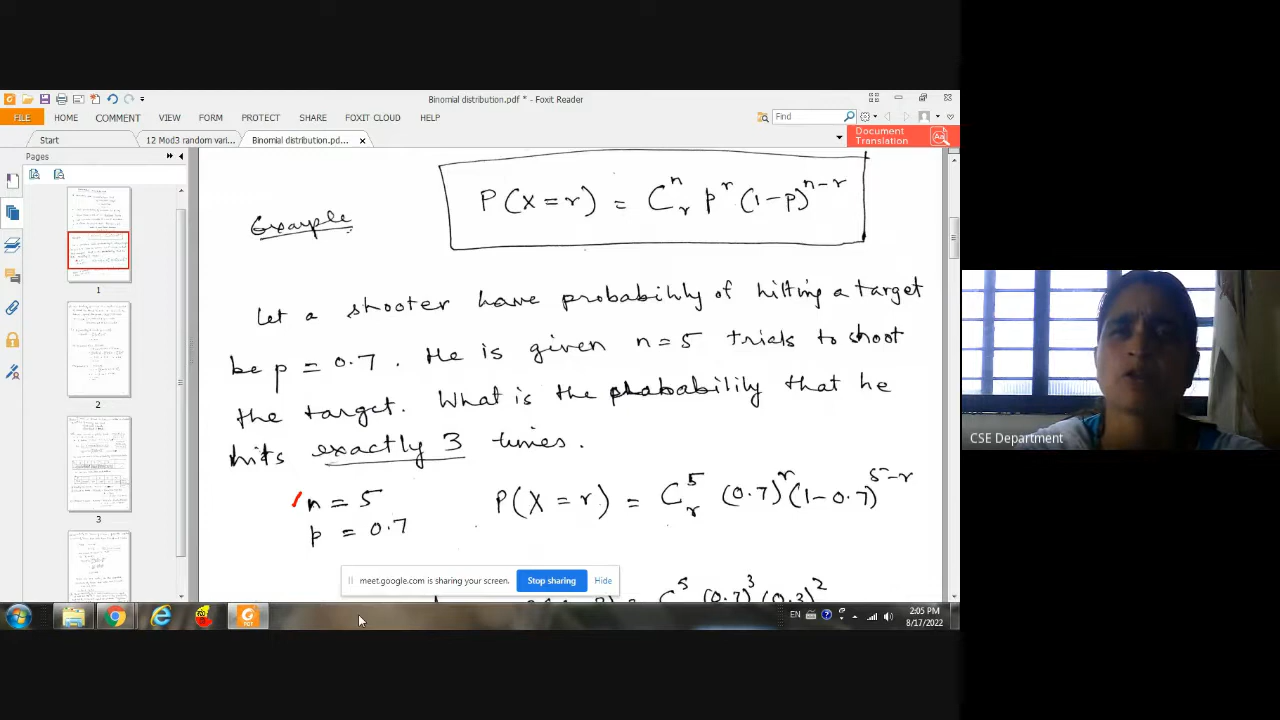 Binomial distribution.pdf * - Foxit Reader
FILE HOME COMMENT VIEW FORM PROTECT SHARE FOXIT CLOUD HELP
Find
Start 12 Mod3 random vari... Binomial distribution.pd...
Document
Translation
Pages
1
2
3
P(X=r) = C^n_r p^r (1-p)^{n-r}
Example
Let a shooter have probability of hitting a target
be p = 0.7. He is given n=5 trials to shoot
the target. What is the probability that he
hits exactly 3 times.
n = 5
p = 0.7
P(X=r) = C^5_r (0.7)^r (1-0.7)^{5-r}
meet.google.com is sharing your screen. Stop sharing Hide
= C^5 (0.7)^3 (0.3)^2
CSE Department
EN
2:05 PM
8/17/2022